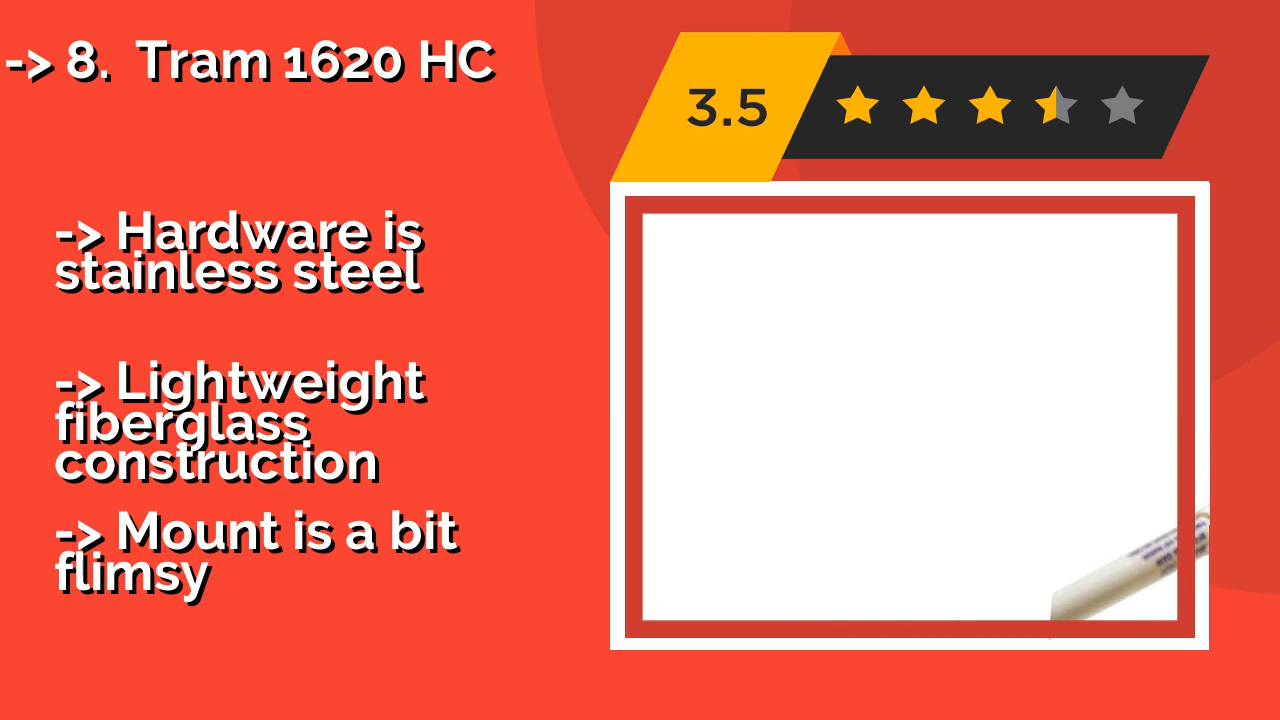 -> 8.  Tram 1620 HC
3.5
-> Hardware is
stainless steel
-> Lightweight
fiberglass
construction
-> Mount is a bit
flimsy